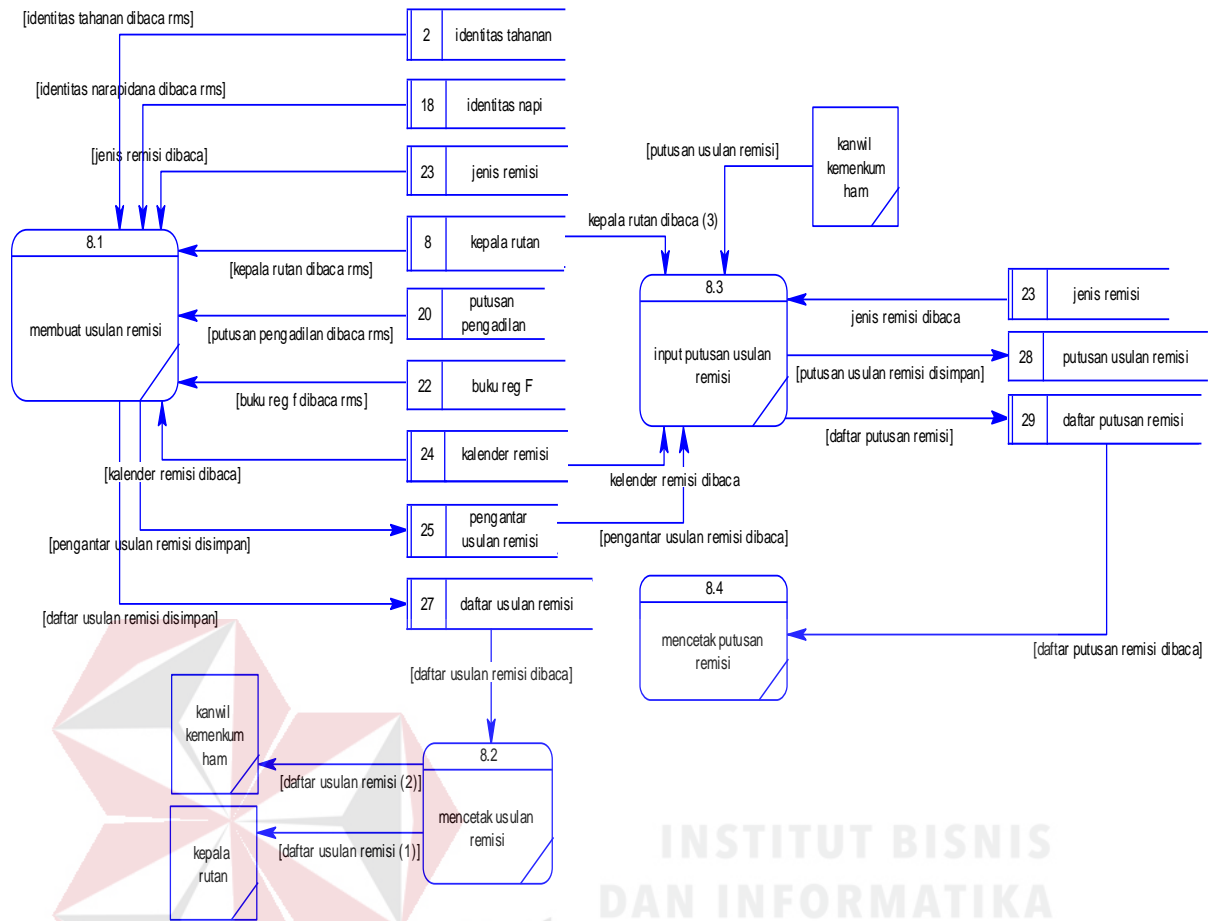 [identitas tahanan dibaca rms]
2
identitas tahanan
[identitas narapidana dibaca rms]
18
identitas napi
[jenis remisi dibaca]
23
jenis remisi
[putusan usulan remisi]
kanwil
kemenkum
ham
8.1
membuat usulan remisi
8
kepala rutan
kepala rutan dibaca (3)
[kepala rutan dibaca rms]
20
putusan
pengadilan
[putusan pengadilan dibaca rms]
8.3
input putusan usulan
remisi
23
jenis remisi
jenis remisi dibaca
28
putusan usulan remisi
[putusan usulan remisi disimpan]
22
buku reg F
[buku reg f dibaca rms]
29
daftar putusan remisi
[daftar putusan remisi]
24
kalender remisi
[kalender remisi dibaca]
kelender remisi dibaca
25
pengantar
usulan remisi
[pengantar usulan remisi disimpan]
[pengantar usulan remisi dibaca]
27
daftar usulan remisi
[daftar usulan remisi disimpan]
8.4
mencetak putusan
remisi
[daftar putusan remisi dibaca]
[daftar usulan remisi dibaca]
kanwil
kemenkum
ham
8.2
mencetak usulan
remisi
[daftar usulan remisi (2)]
kepala
rutan
[daftar usulan remisi (1)]
INSTITUT BISNIS
DAN INFORMATIKA